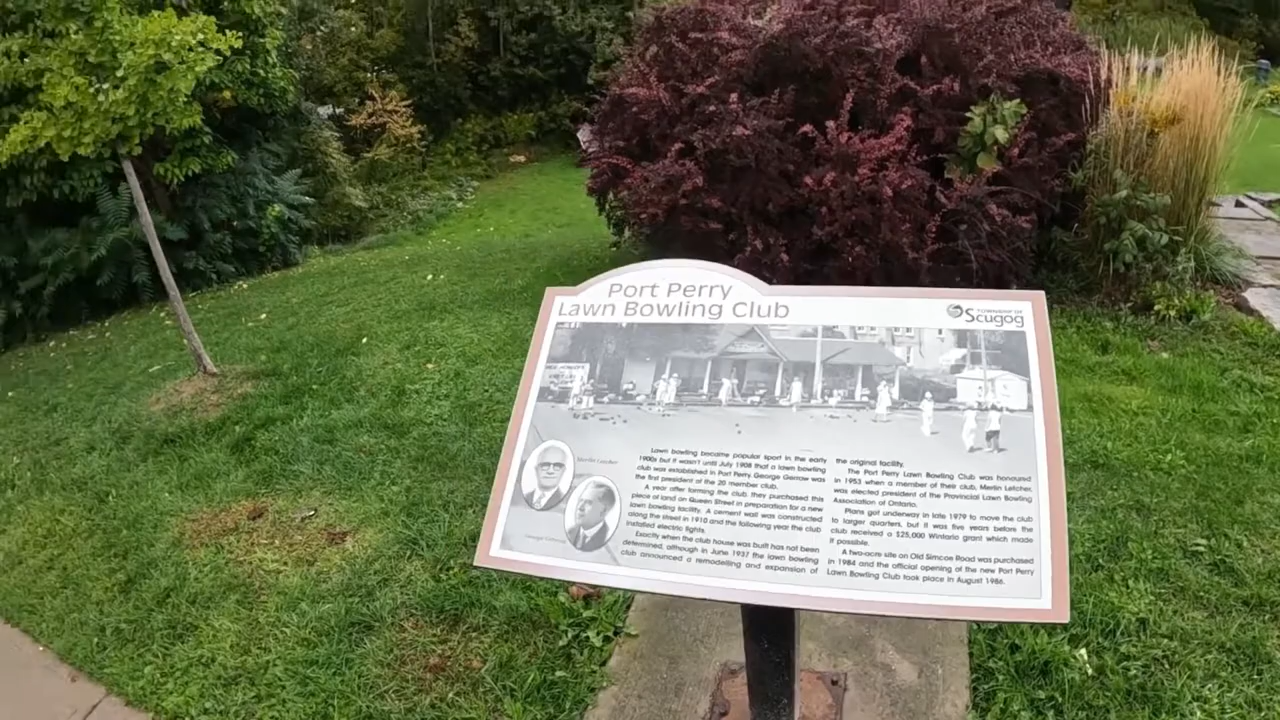 Port Perry
Lawn Bowling Club
TOWNSHIP OF
Scugog
Merlin Letcher
Lawn bowling became popular sport in the early
1900s but it wasn't until July 1908 that a lawn bowling
club was established in Port Perry. George Gerrow was
the first president of the 20 member club.
A year after forming the club, they purchased this
piece of land on Queen Street in preparation for a new
lawn bowling facility. A cement wall was constructed
along the street in 1910 and the following year the club
installed electric lights.
Exactly when the club house was built has not been
determined, although in June 1937 the lawn bowling
club announced a remodelling and expansion of
the original facility.
The Port Perry Lawn Bowling Club was honoured
in 1953 when a member of their club, Merlin Letcher,
was elected president of the Provincial Lawn Bowling
Association of Ontario.
Plans got underway in late 1979 to move the club
to larger quarters, but it was five years before the
club received a $25,000 Wintario grant which made
it possible.
A two-acre site on Old Simcoe Road was purchased
in 1984 and the official opening of the new Port Perry
Lawn Bowling Club took place in August 1986.